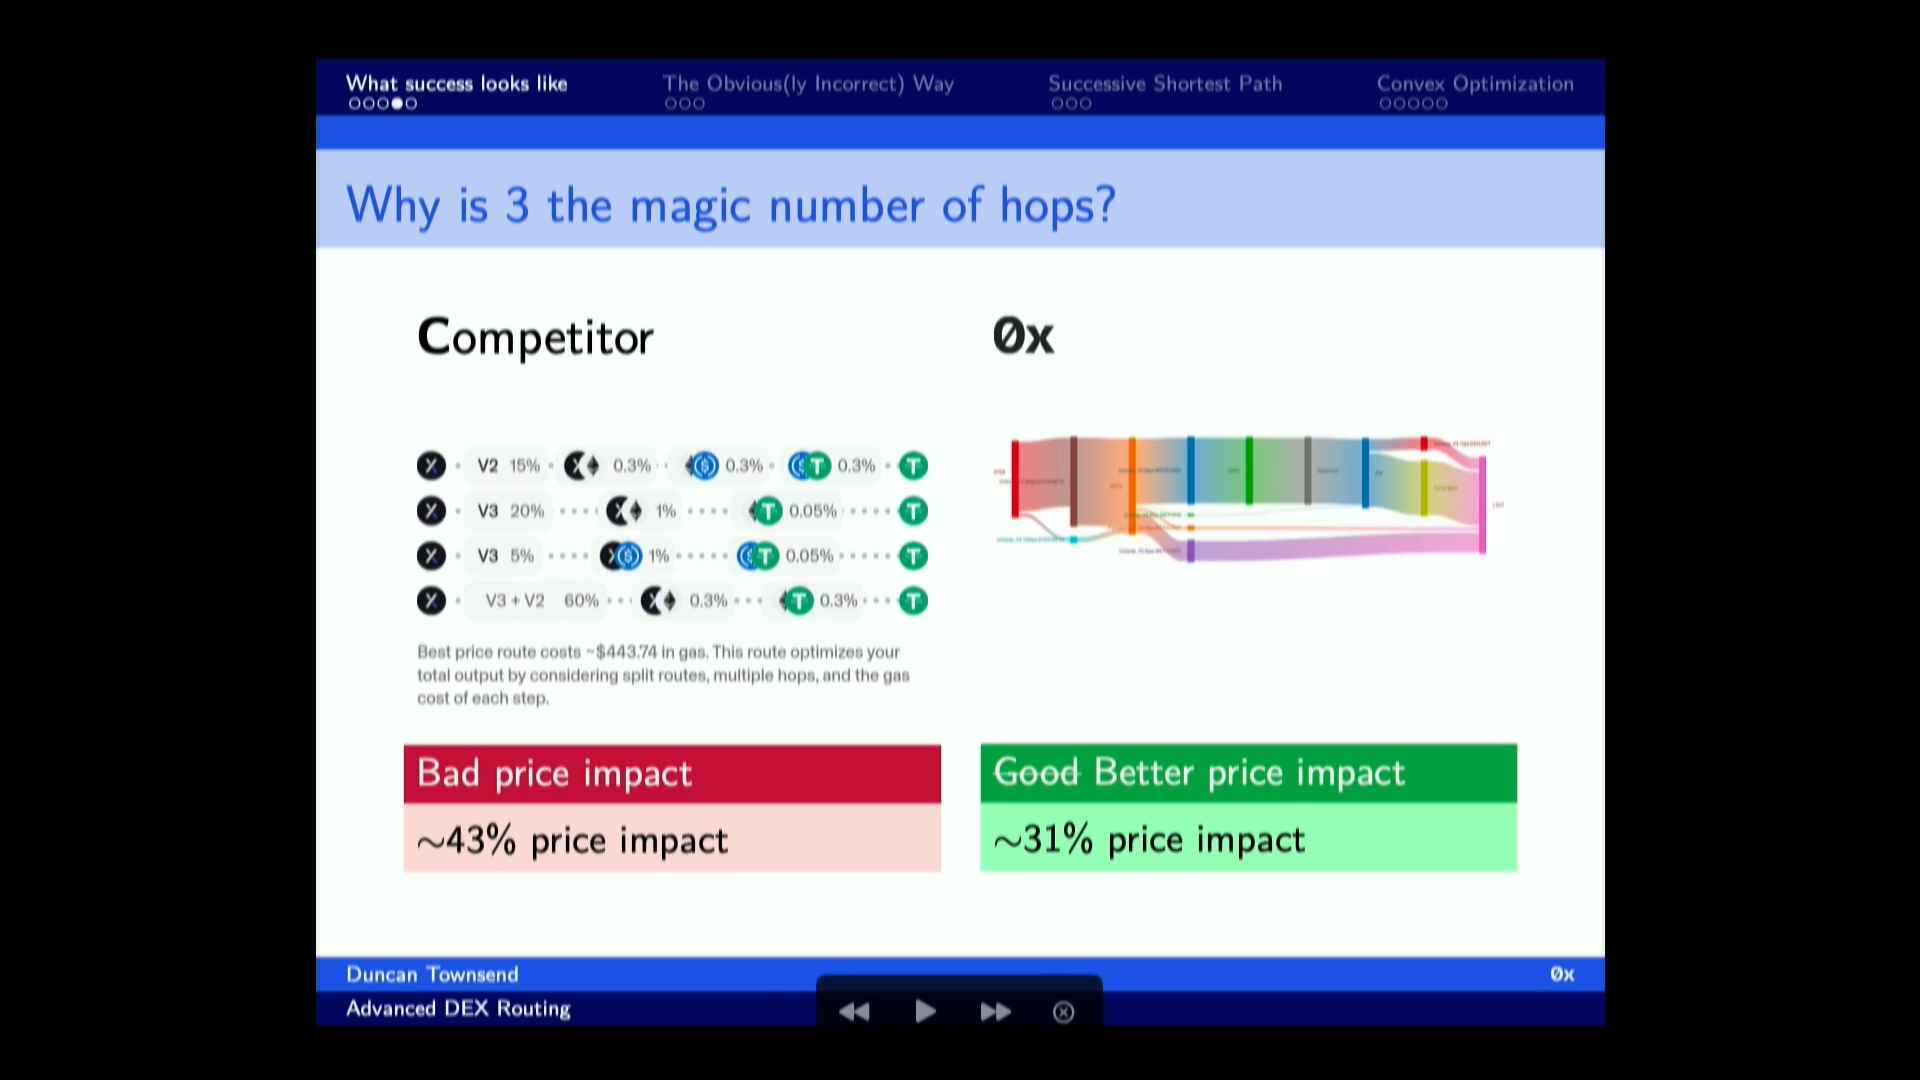 What success looks like
The Obvious(ly Incorrect) Way
Successive Shortest Path
Convex Optimization
Why is 3 the magic number of hops?
Competitor
0x
V2 15% 0.3% 0.3% 0.3%
V3 20% 1% 0.05%
V3 5% 1% 0.05%
V3 + V2 60% 0.3% 0.3%
Best price route costs ~$443.74 in gas. This route optimizes your
total output by considering split routes, multiple hops, and the gas
cost of each step.
Bad price impact
~43% price impact
Good Better price impact
~31% price impact
Duncan Townsend
0x
Advanced DEX Routing